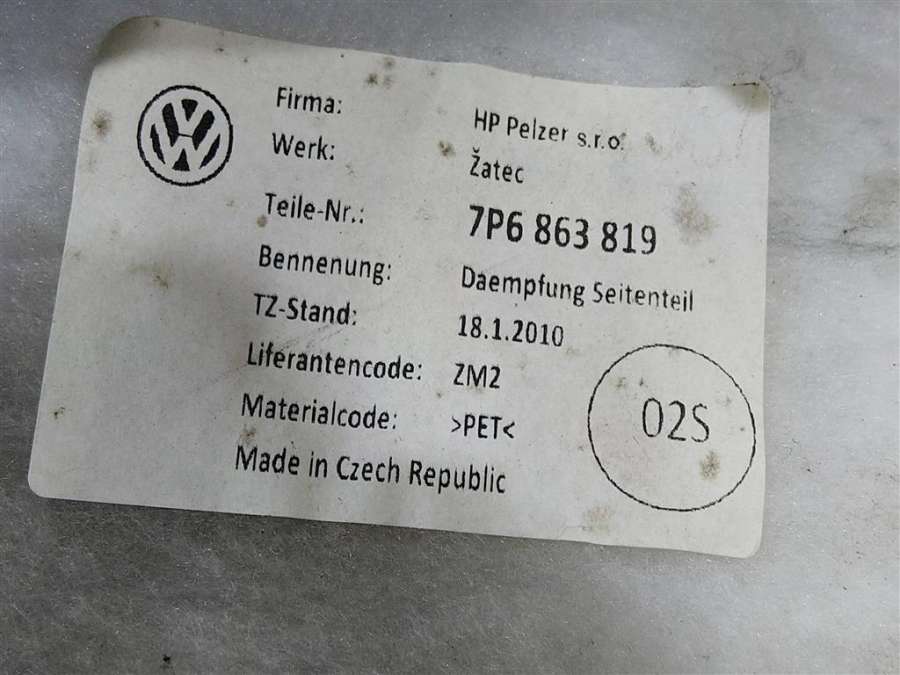 Firma: HP Pelzer s.r.o.
Werk: Žatec
Teile-Nr.: 7P6 863 819
Bennenung: Daempfung Seitenteil
TZ-Stand: 18.1.2010
Liferantencode: ZM2
Materialcode: >PET<
Made in Czech Republic
02S